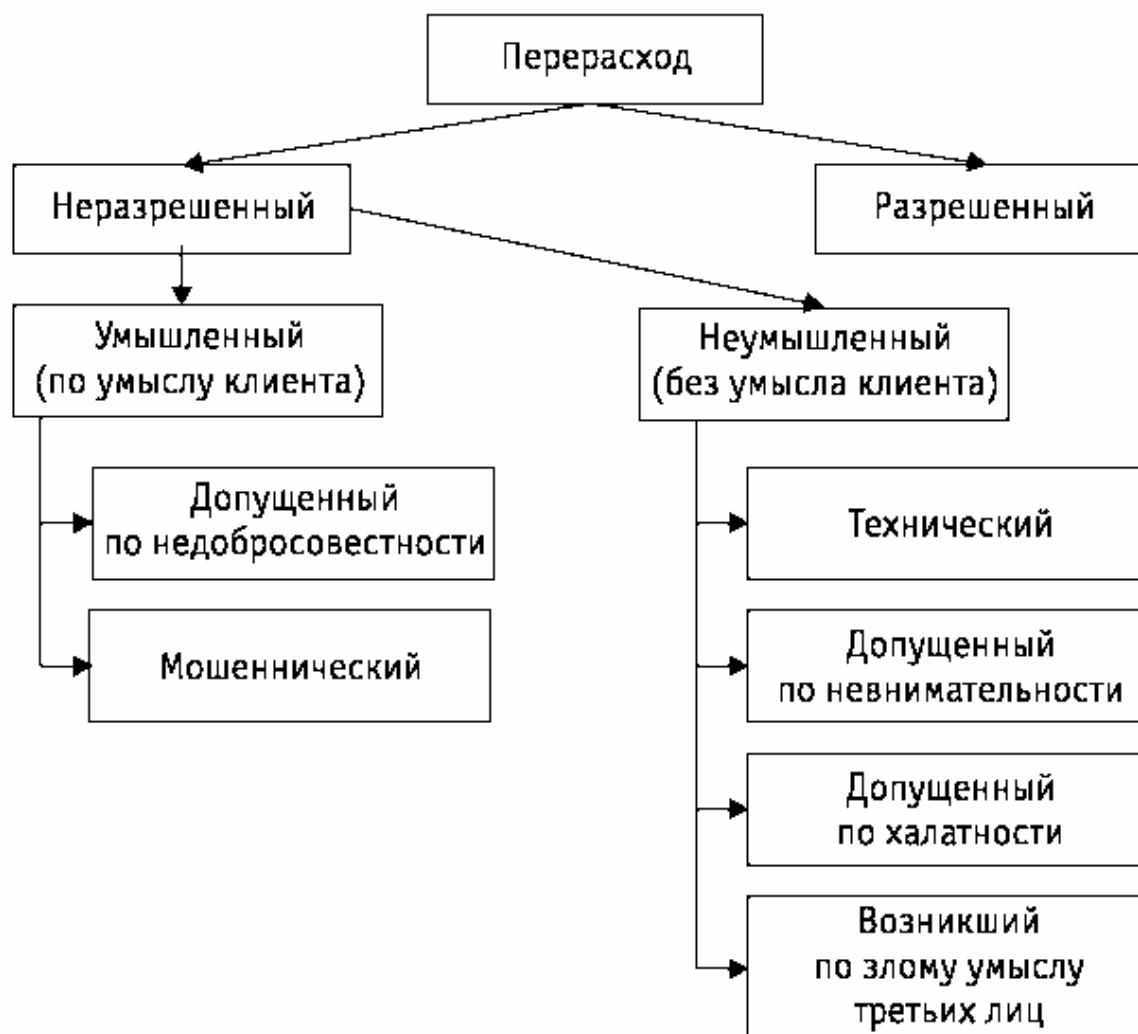 Перерасход
Неразрешенный
Разрешенный
Умышленный
(по умыслу клиента)
Неумышленный
(без умысла клиента)
Допущенный
по недобросовестности
Мошеннический
Технический
Допущенный
по невнимательности
Допущенный
по халатности
Возникший
по злому умыслу
третьих лиц